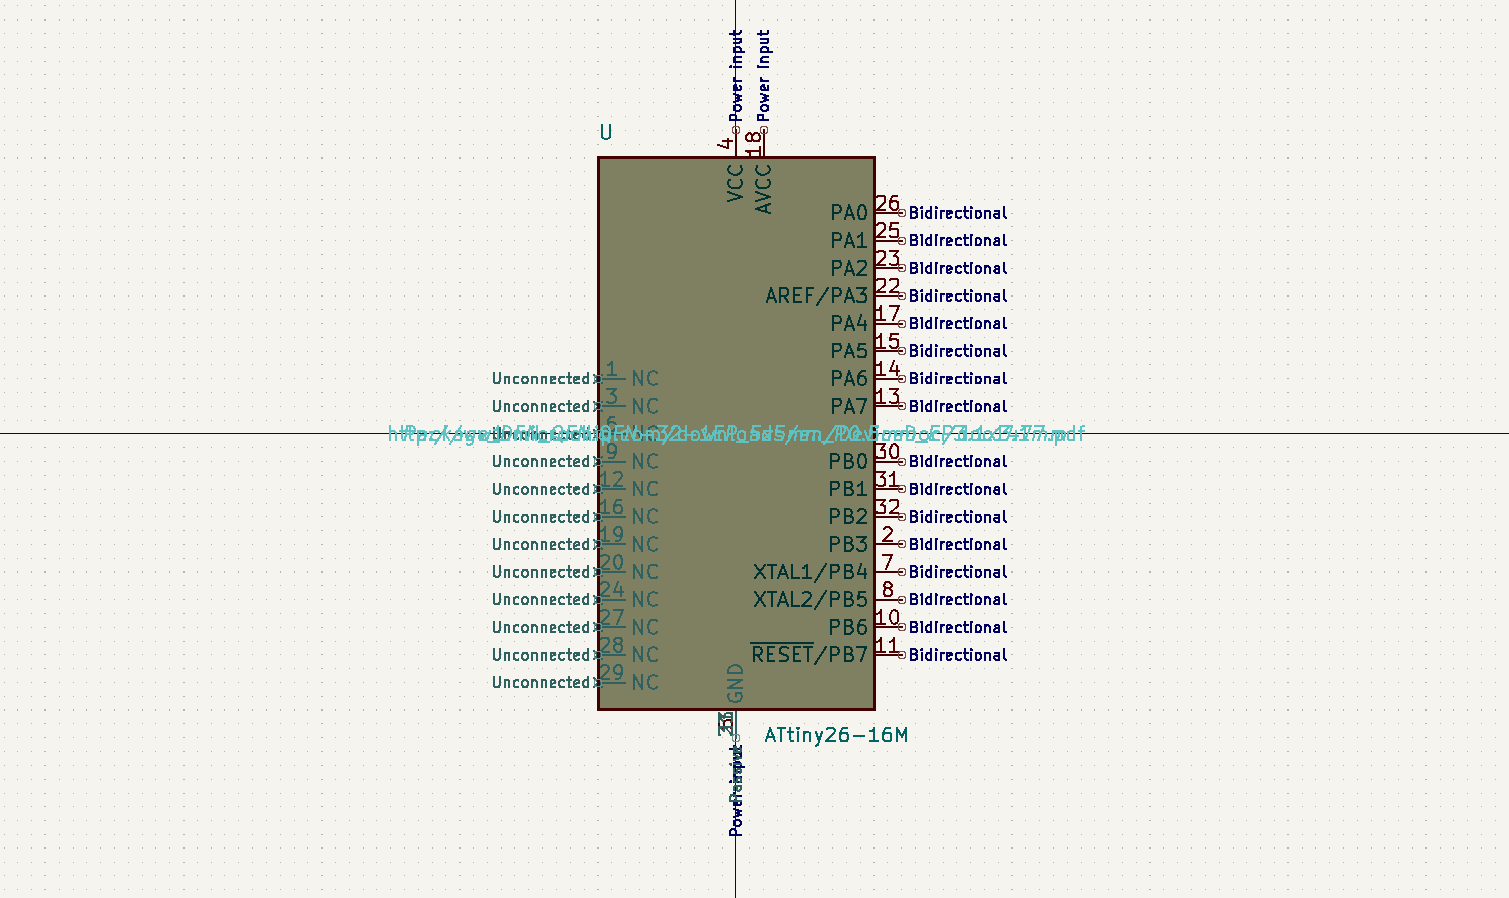 Power input
Power input
U
4
18
VCC
AVCC
PA0 26 Bidirectional
PA1 25 Bidirectional
PA2 23 Bidirectional
AREF/PA3 22 Bidirectional
PA4 17 Bidirectional
PA5 15 Bidirectional
PA6 14 Bidirectional
PA7 13 Bidirectional
Unconnected 1 NC
Unconnected 3 NC
Unconnected 6 NC
Unconnected 9 NC
Unconnected 12 NC
Unconnected 16 NC
Unconnected 19 NC
Unconnected 20 NC
Unconnected 24 NC
Unconnected 27 NC
Unconnected 28 NC
Unconnected 29 NC
PB0 30 Bidirectional
PB1 31 Bidirectional
PB2 32 Bidirectional
PB3 2 Bidirectional
XTAL1/PB4 7 Bidirectional
XTAL2/PB5 8 Bidirectional
PB6 10 Bidirectional
RESET/PB7 11 Bidirectional
GND
ATtiny26-16M
Power input